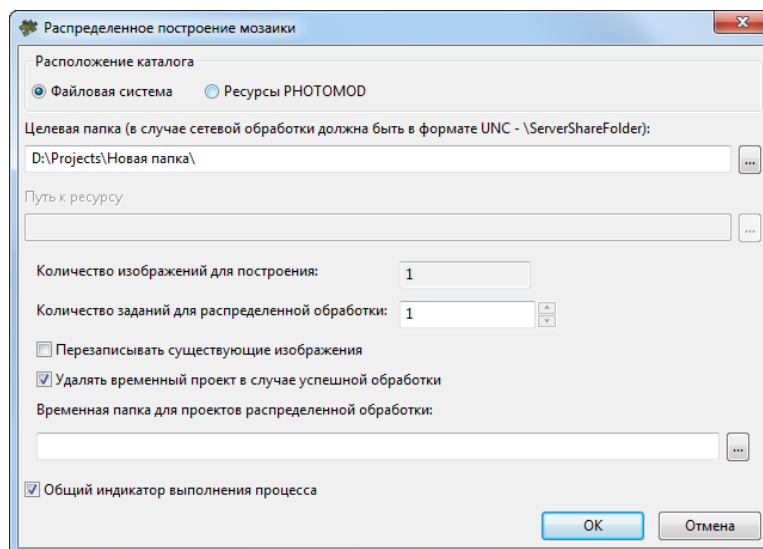 Распределенное построение мозаики
Расположение каталога
Файловая система Ресурсы PHOTOMOD
Целевая папка (в случае сетевой обработки должна быть в формате UNC - \ServerShareFolder):
D:\Projects\Новая папка\
...
Путь к ресурсу
...
Количество изображений для построения: 1
Количество заданий для распределенной обработки: 1
Перезаписывать существующие изображения
Удалять временный проект в случае успешной обработки
Временная папка для проектов распределенной обработки:
...
Общий индикатор выполнения процесса
OK Отмена